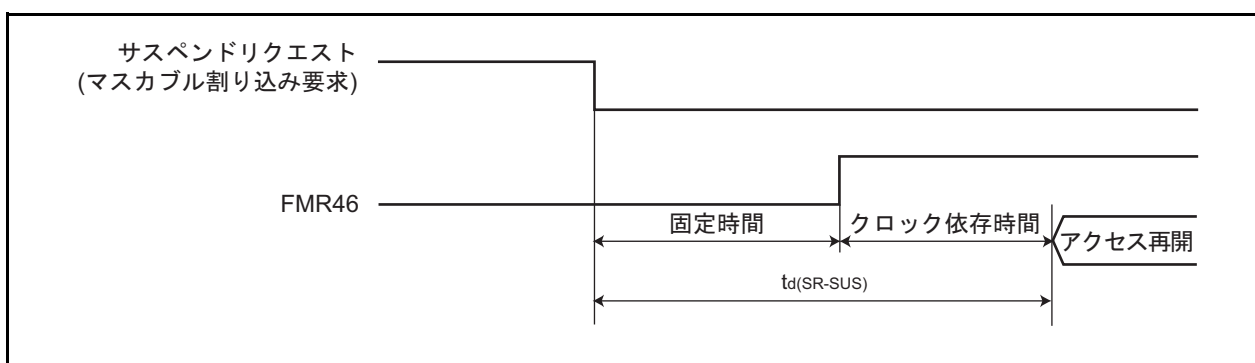 サスペンドリクエスト
(マスカブル割り込み要求)
FMR46
固定時間
クロック依存時間
アクセス再開
td(SR-SUS)